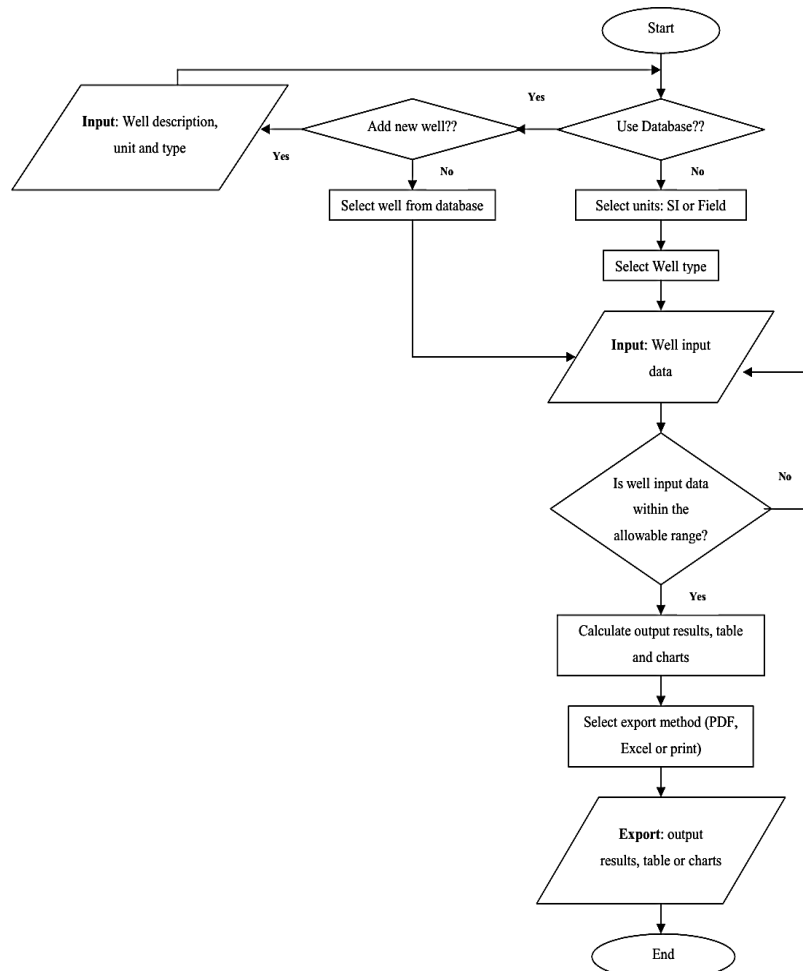 Start
Yes
Input: Well description,
unit and type
Add new well??
Use Database??
Yes
No
No
Select well from database
Select units: SI or Field
Select Well type
Input: Well input
data
Is well input data
within the
allowable range?
No
Yes
Calculate output results, table
and charts
Select export method (PDF,
Excel or print)
Export: output
results, table or charts
End